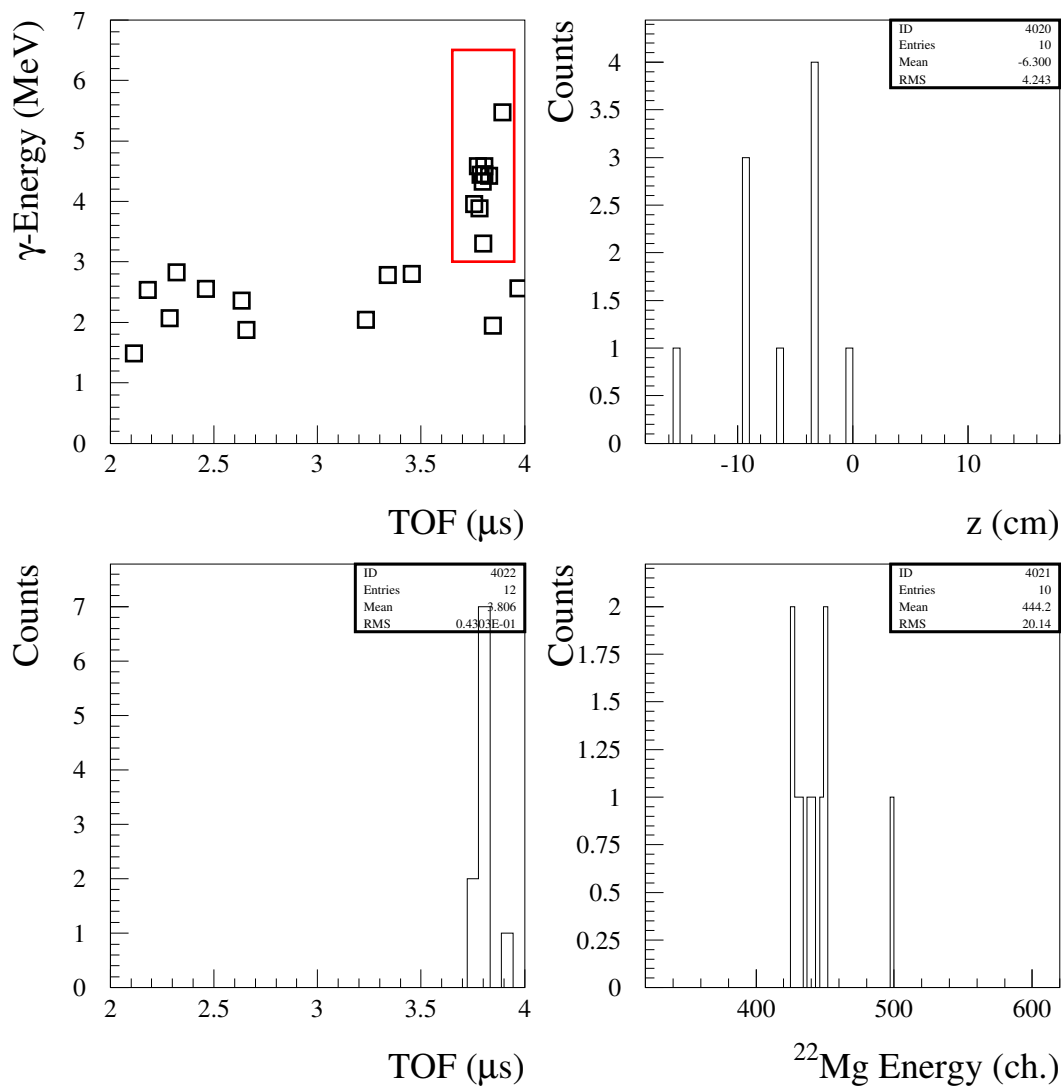 γ-Energy (MeV)
7
6
5
4
3
2
1
0
2 2.5 3 3.5 4
TOF (μs)
Counts
4
3.5
3
2.5
2
1.5
1
0.5
0
-10 0 10
z (cm)
ID 4020
Entries 10
Mean -6.300
RMS 4.243
Counts
7
6
5
4
3
2
1
0
2 2.5 3 3.5 4
TOF (μs)
ID 4022
Entries 12
Mean 3.806
RMS 0.4303E-01
Counts
2
1.75
1.5
1.25
1
0.75
0.5
0.25
0
400 500 600
²²Mg Energy (ch.)
ID 4021
Entries 10
Mean 444.2
RMS 20.14